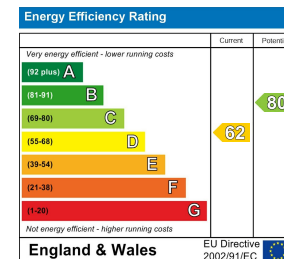 Energy Efficiency Rating
Current
Very energy efficient - lower running costs
(92 plus) A
(81-91) B
80
(69-80) C
62
(55-68) D
(39-54) E
(21-38) F
(1-20) G
Not energy efficient - higher running costs
England & Wales
EU Directive
2002/91/EC